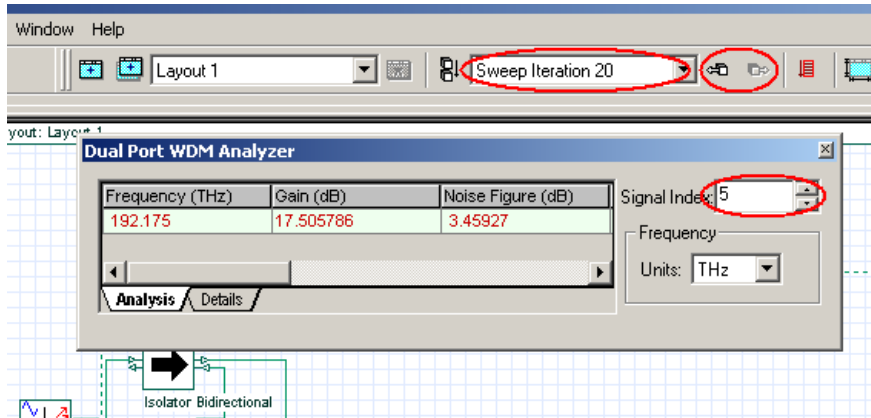 Window Help
Layout 1
Sweep Iteration 20
yout: Layout 1
Dual Port WDM Analyzer
Frequency (THz) Gain (dB) Noise Figure (dB)
192.175 17.505786 3.45927
Signal Index: 5
Frequency
Units: THz
Analysis Details
Isolator Bidirectional